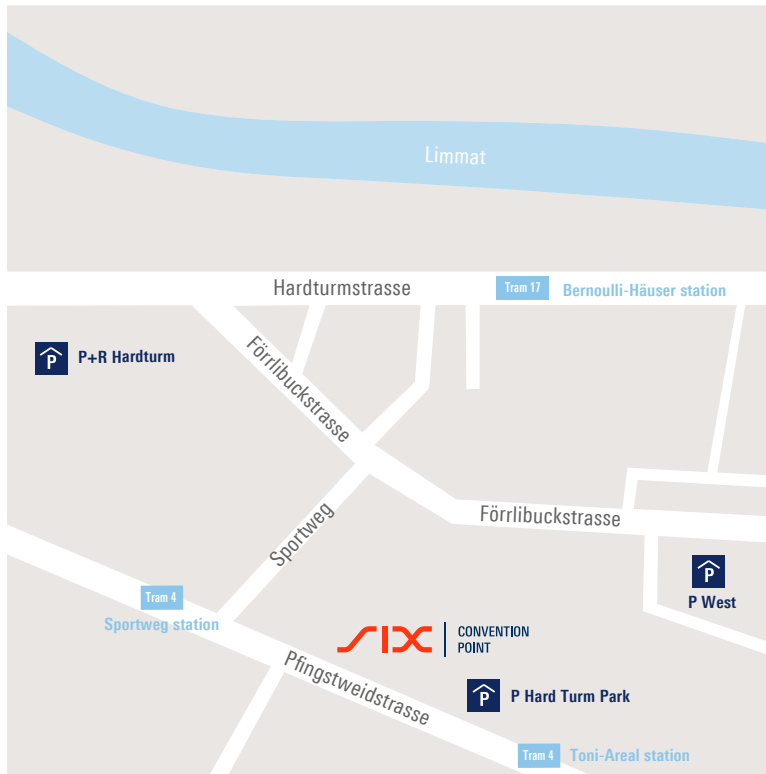 Limmat
Hardturmstrasse
Tram 17
Bernoulli-Häuser station
P
P+R Hardturm
Förrlibuckstrasse
Förrlibuckstrasse
Sportweg
P
P West
Tram 4
Sportweg station
SIX
CONVENTION
POINT
Pfingstweidstrasse
P
P Hard Turm Park
Tram 4
Toni-Areal station